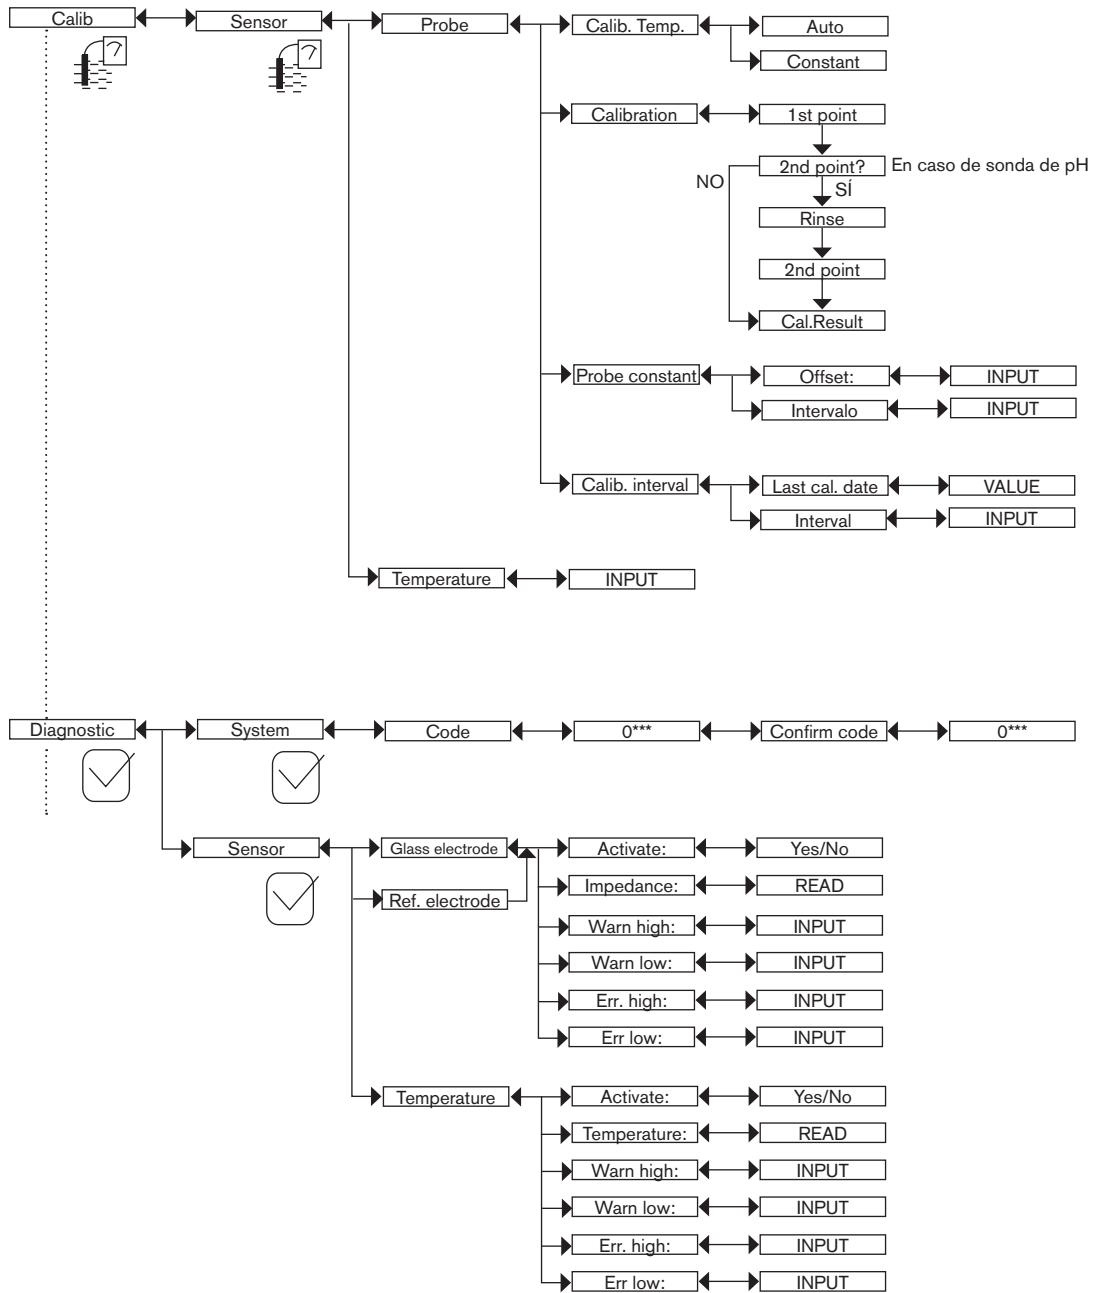 Calib
Sensor
Probe
Calib. Temp.
Auto
Constant
Calibration
1st point
2nd point?
En caso de sonda de pH
NO
SÍ
Rinse
2nd point
Cal.Result
Probe constant
Offset:
INPUT
Intervalo
INPUT
Calib. interval
Last cal. date
VALUE
Interval
INPUT
Temperature
INPUT
Diagnostic
System
Code
0***
Confirm code
0***
Sensor
Glass electrode
Activate:
Yes/No
Ref. electrode
Impedance:
READ
Warn high:
INPUT
Warn low:
INPUT
Err. high:
INPUT
Err low:
INPUT
Temperature
Activate:
Yes/No
Temperature:
READ
Warn high:
INPUT
Warn low:
INPUT
Err. high:
INPUT
Err low:
INPUT